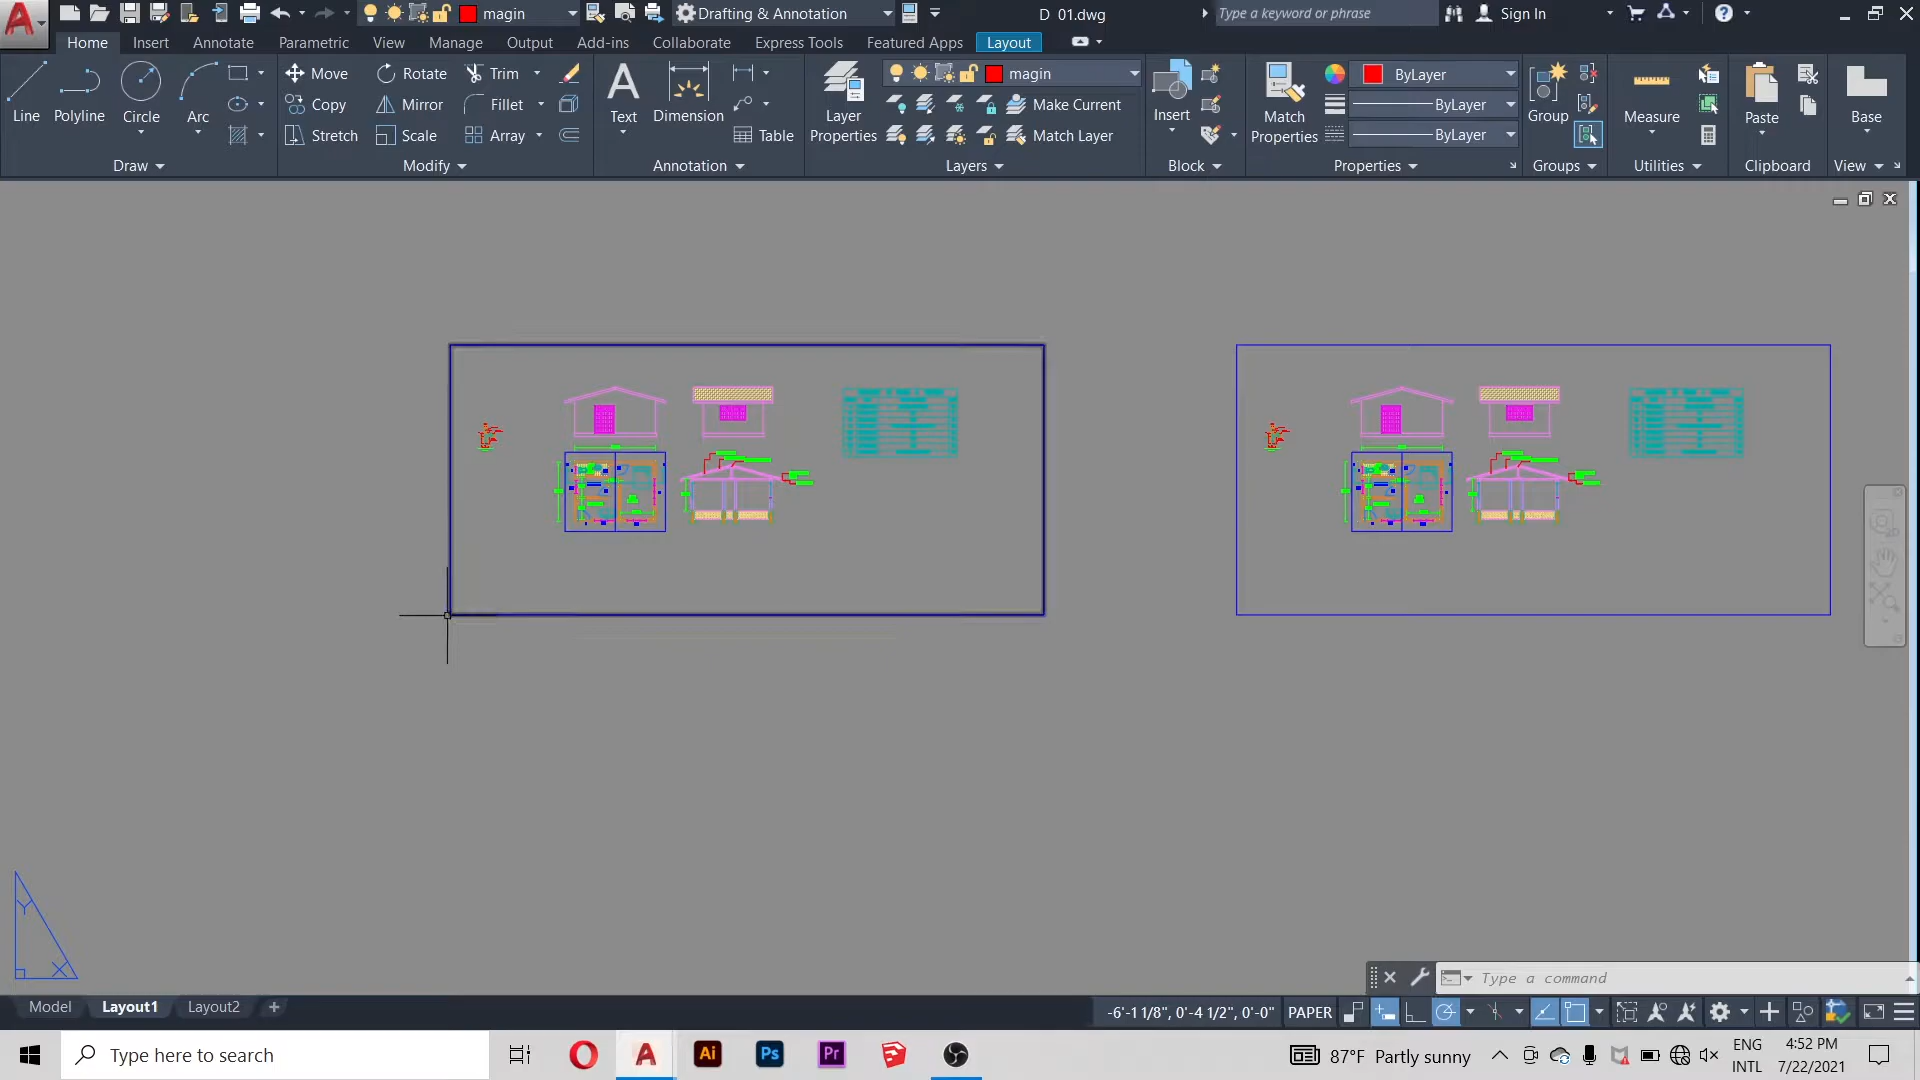 magin
Drafting & Annotation
D 01.dwg
Type a keyword or phrase
Sign In
Home
Insert
Annotate
Parametric
View
Manage
Output
Add-ins
Collaborate
Express Tools
Featured Apps
Layout
Line
Polyline
Circle
Arc
Move
Rotate
Trim
Copy
Mirror
Fillet
Stretch
Scale
Array
Text
Dimension
Table
Layer
Properties
magin
Make Current
Match Layer
Insert
Match
Properties
ByLayer
ByLayer
ByLayer
Group
Measure
Paste
Base
Draw
Modify
Annotation
Layers
Block
Properties
Groups
Utilities
Clipboard
View
Y
X
Type a command
Model
Layout1
Layout2
-6'-1 1/8", 0'-4 1/2", 0'-0"
PAPER
Type here to search
Ai
Ps
Pr
87°F Partly sunny
ENG
INTL
4:52 PM
7/22/2021